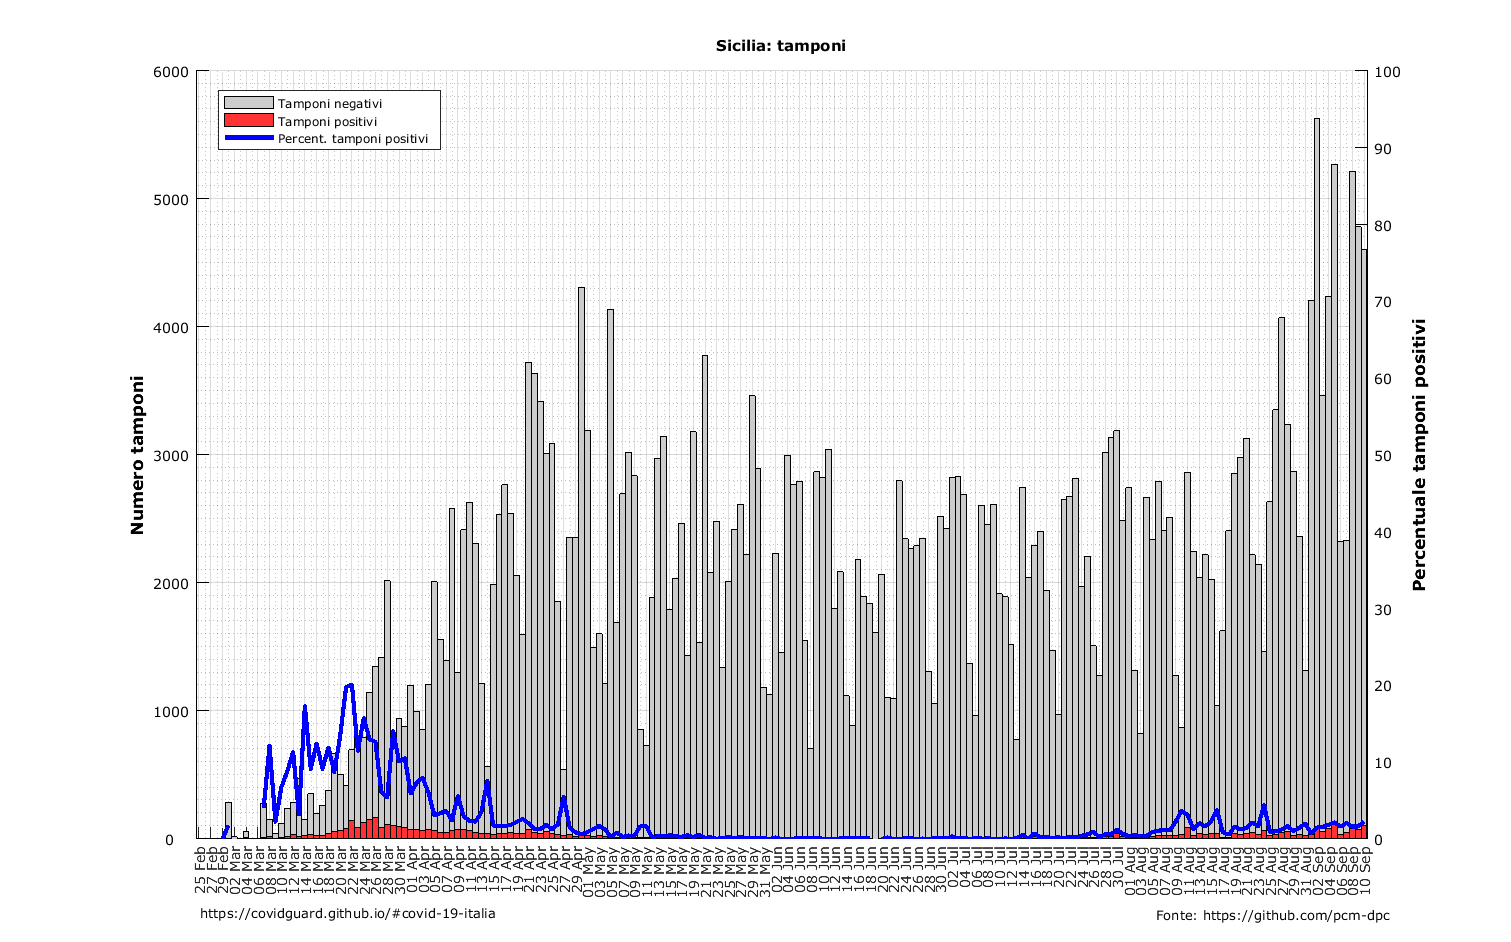 Sicilia: tamponi
6000
5000
4000
3000
2000
1000
0
Numero tamponi
Tamponi negativi
Tamponi positivi
Percent. tamponi positivi
100
90
80
70
60
50
40
30
20
10
0
Percentuale tamponi positivi
25 Feb
Feb
29 Feb
02 Mar
04 Mar
06 Mar
08 Mar
10 Mar
12 Mar
14 Mar
16 Mar
18 Mar
20 Mar
22 Mar
24 Mar
26 Mar
28 Mar
30 Mar
01 Apr
03 Apr
05 Apr
07 Apr
09 Apr
11 Apr
13 Apr
15 Apr
17 Apr
19 Apr
21 Apr
23 Apr
25 Apr
27 Apr
29 Apr
01 May
03 May
05 May
07 May
09 May
11 May
13 May
15 May
17 May
19 May
21 May
23 May
25 May
27 May
29 May
31 May
02 Jun
04 Jun
06 Jun
08 Jun
10 Jun
12 Jun
14 Jun
16 Jun
18 Jun
20 Jun
22 Jun
24 Jun
26 Jun
28 Jun
30 Jun
02 Jul
04 Jul
06 Jul
08 Jul
10 Jul
12 Jul
14 Jul
16 Jul
18 Jul
20 Jul
22 Jul
24 Jul
26 Jul
28 Jul
30 Jul
01 Aug
03 Aug
05 Aug
07 Aug
09 Aug
11 Aug
13 Aug
15 Aug
17 Aug
19 Aug
21 Aug
23 Aug
25 Aug
27 Aug
29 Aug
31 Aug
02 Sep
04 Sep
06 Sep
08 Sep
10 Sep
https://covidguard.github.io/#covid-19-italia
Fonte: https://github.com/pcm-dpc